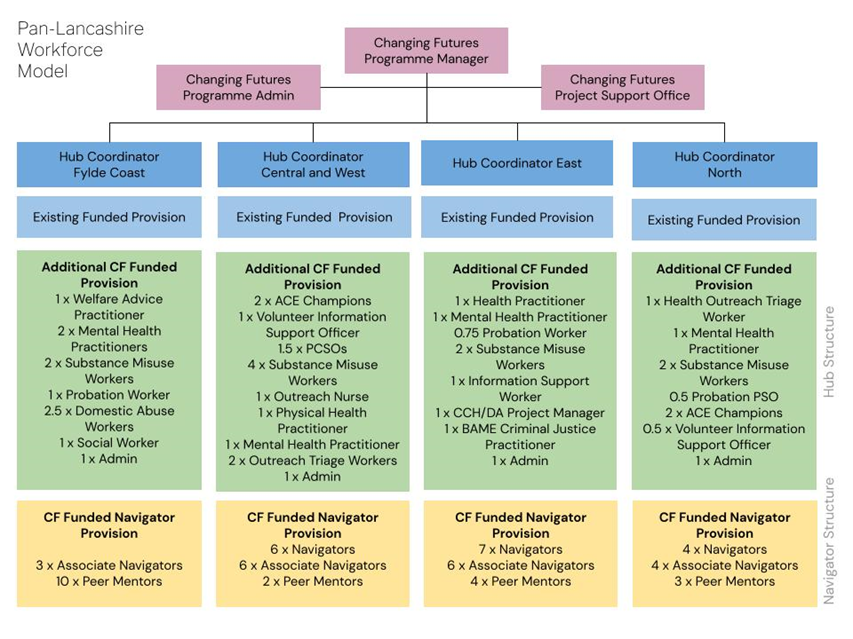 Pan-Lancashire
Workforce
Model
Changing Futures
Programme Manager
Changing Futures
Programme Admin
Changing Futures
Project Support Office
Hub Coordinator
Fylde Coast
Hub Coordinator
Central and West
Hub Coordinator East
Hub Coordinator
North
Existing Funded Provision
Existing Funded Provision
Existing Funded Provision
Existing Funded Provision
Additional CF Funded
Provision
1 x Welfare Advice
Practitioner
2 x Mental Health
Practitioners
2 x Substance Misuse
Workers
1 x Probation Worker
2.5 x Domestic Abuse
Workers
1 x Social Worker
1 x Admin
Additional CF Funded
Provision
2 x ACE Champions
1 x Volunteer Information
Support Officer
1.5 x PCSOs
4 x Substance Misuse
Workers
1 x Outreach Nurse
1 x Physical Health
Practitioner
1 x Mental Health Practitioner
2 x Outreach Triage Workers
1 x Admin
Additional CF Funded
Provision
1 x Health Practitioner
1 x Mental Health Practitioner
0.75 Probation Worker
2 x Substance Misuse
Workers
1 x Information Support
Worker
1 x CCH/DA Project Manager
1 x BAME Criminal Justice
Practitioner
1 x Admin
Additional CF Funded
Provision
1 x Health Outreach Triage
Worker
1 x Mental Health
Practitioner
2 x Substance Misuse
Workers
0.5 Probation PSO
2 x ACE Champions
0.5 x Volunteer Information
Support Officer
1 x Admin
Hub Structure
CF Funded Navigator
Provision
3 x Associate Navigators
10 x Peer Mentors
CF Funded Navigator
Provision
6 x Navigators
6 x Associate Navigators
2 x Peer Mentors
CF Funded Navigator
Provision
7 x Navigators
6 x Associate Navigators
4 x Peer Mentors
CF Funded Navigator
Provision
4 x Navigators
4 x Associate Navigators
3 x Peer Mentors
Navigator Structure